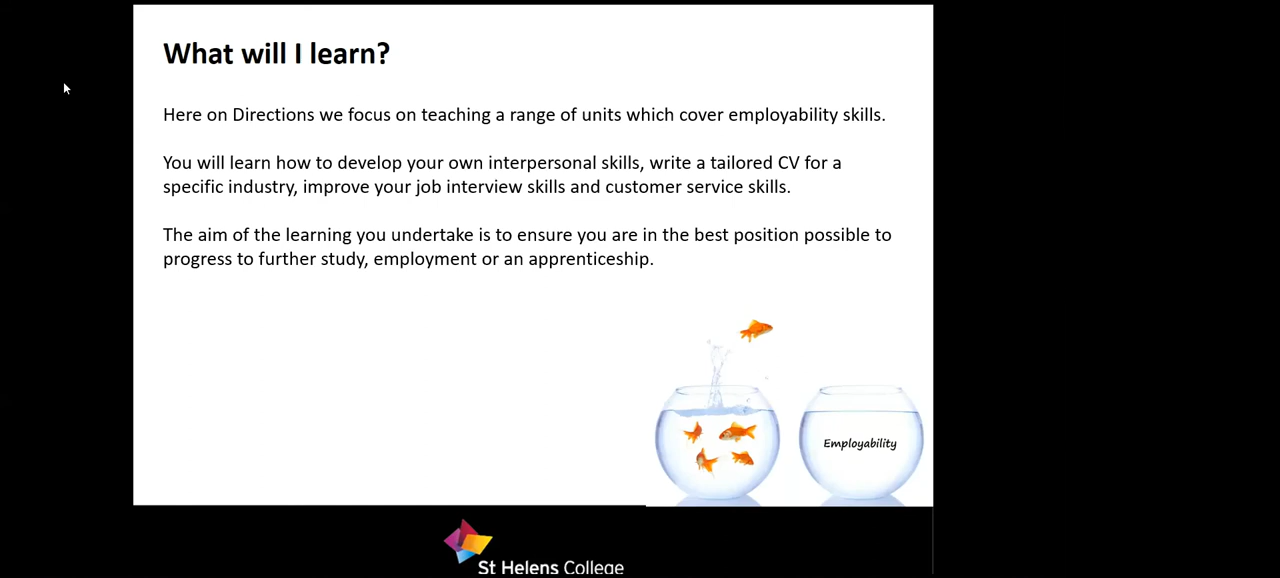 What will I learn?
Here on Directions we focus on teaching a range of units which cover employability skills.
You will learn how to develop your own interpersonal skills, write a tailored CV for a
specific industry, improve your job interview skills and customer service skills.
The aim of the learning you undertake is to ensure you are in the best position possible to
progress to further study, employment or an apprenticeship.
Employability
St Helens College